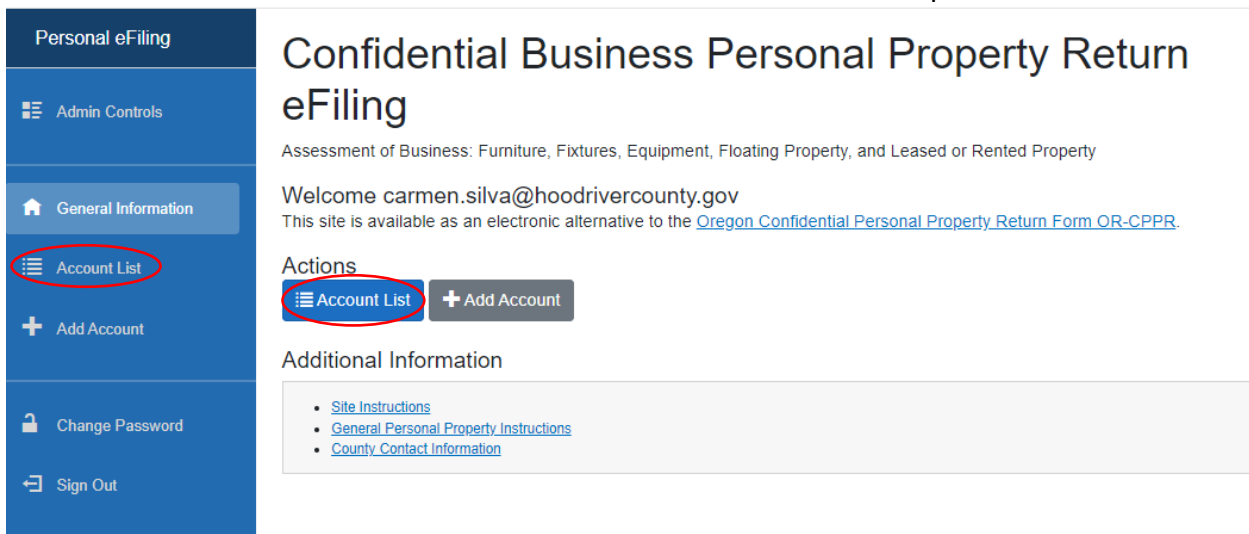 Personal eFiling
Admin Controls
General Information
Account List
Add Account
Change Password
Sign Out
Confidential Business Personal Property Return
eFiling
Assessment of Business: Furniture, Fixtures, Equipment, Floating Property, and Leased or Rented Property
Welcome carmen.silva@hoodrivercounty.gov
This site is available as an electronic alternative to the Oregon Confidential Personal Property Return Form OR-CPPR.
Actions
Account List Add Account
Additional Information
Site Instructions
General Personal Property Instructions
County Contact Information